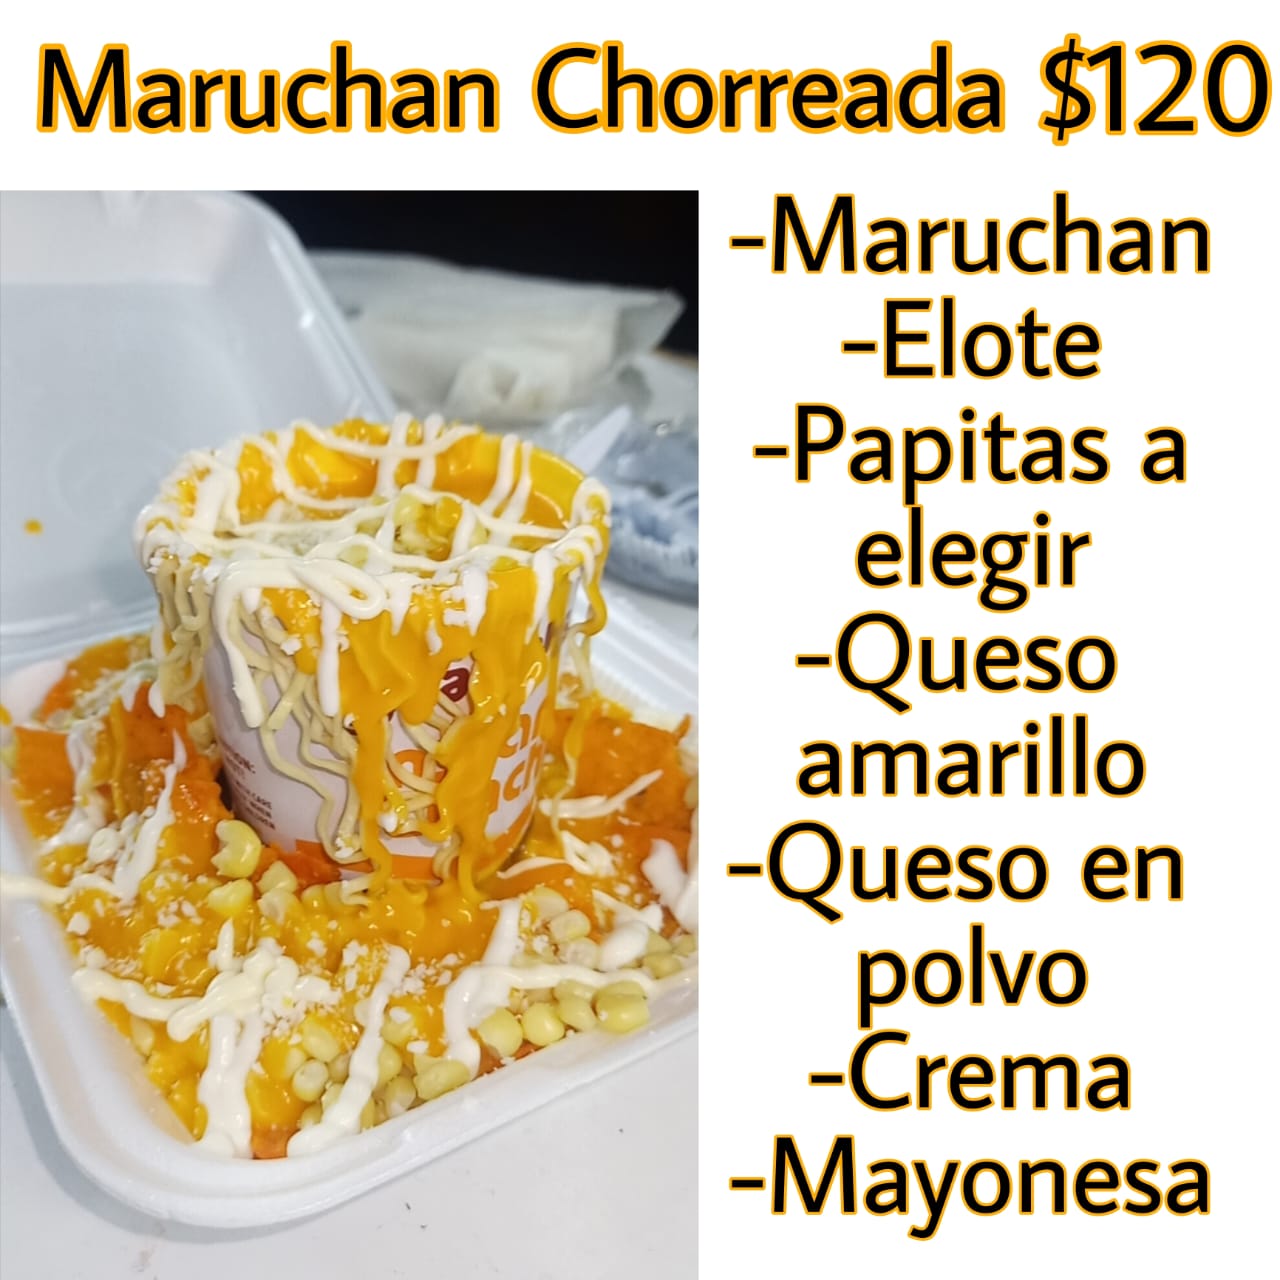 Maruchan Chorreada $120
-Maruchan
-Elote
-Papitas a
elegir
-Queso
amarillo
-Queso en
polvo
-Crema
-Mayonesa